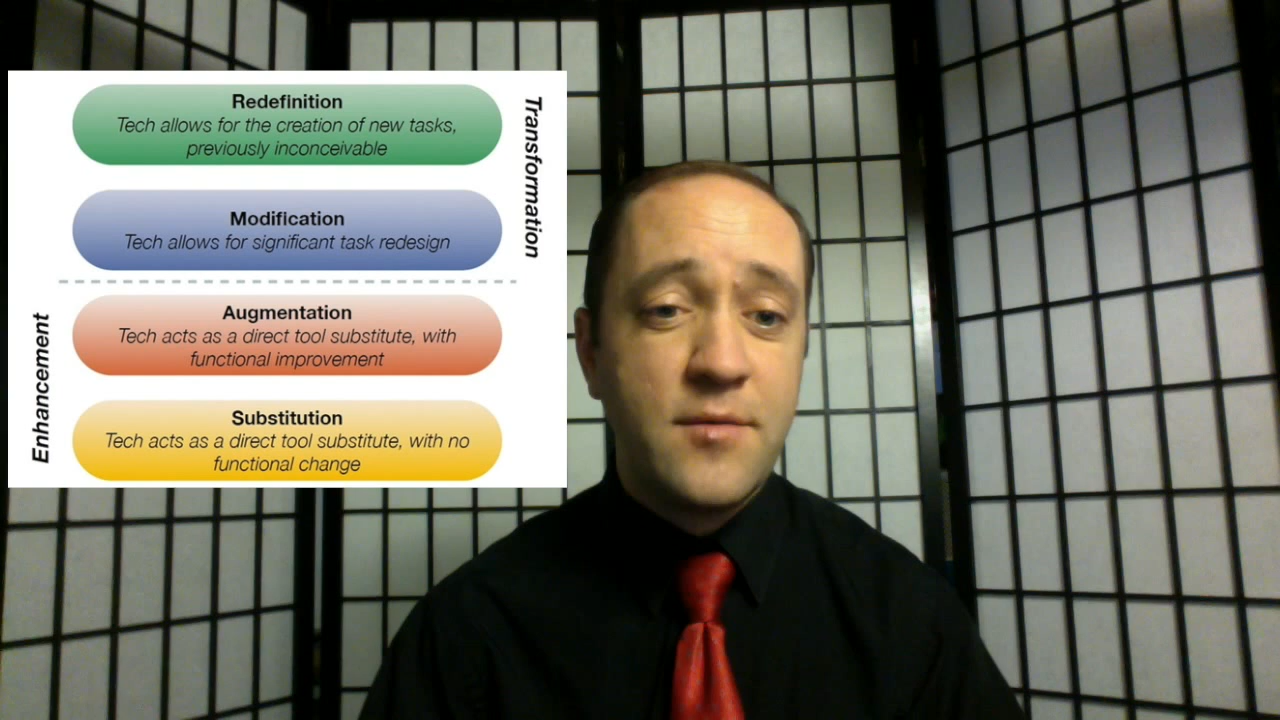 Redefinition
Tech allows for the creation of new tasks,
previously inconceivable
Transformation
Modification
Tech allows for significant task redesign
Enhancement
Augmentation
Tech acts as a direct tool substitute, with
functional improvement
Substitution
Tech acts as a direct tool substitute, with no
functional change